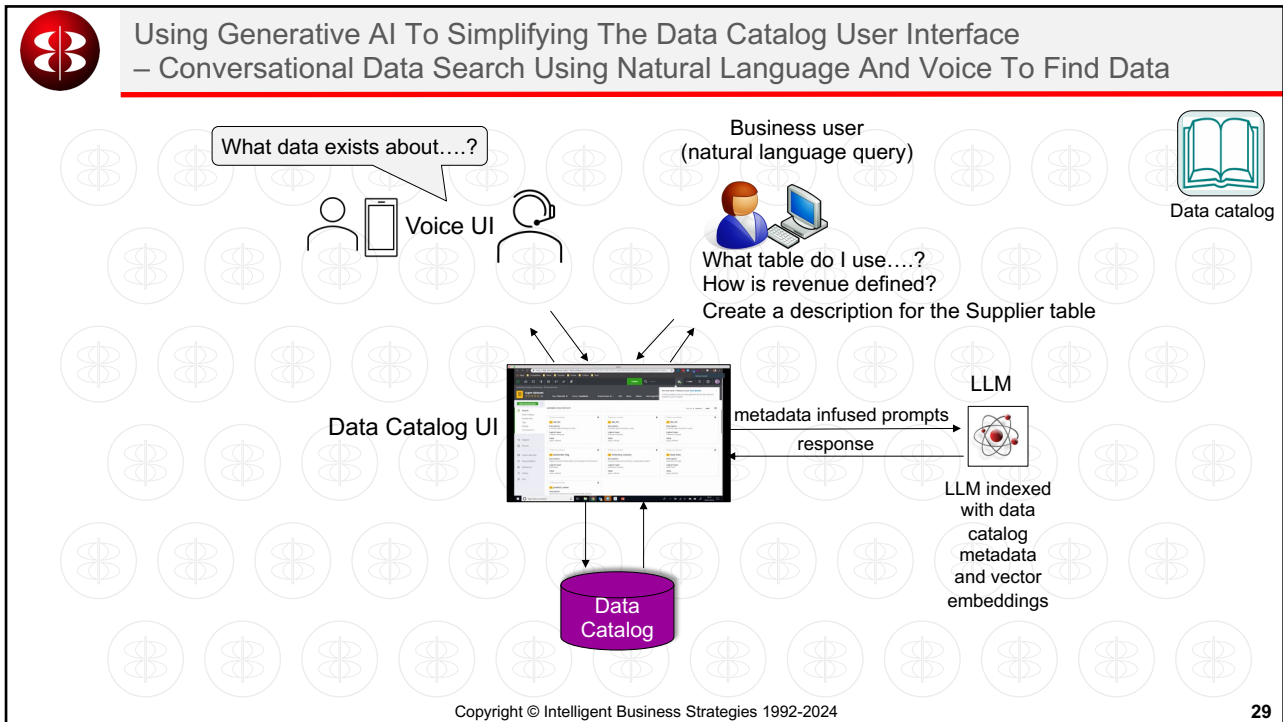 Using Generative AI To Simplifying The Data Catalog User Interface
– Conversational Data Search Using Natural Language And Voice To Find Data
What data exists about….?
Business user
(natural language query)
Data catalog
Voice UI
What table do I use….?
How is revenue defined?
Create a description for the Supplier table
Data Catalog UI
LLM
metadata infused prompts
response
LLM indexed
with data
catalog
metadata
and vector
embeddings
Data
Catalog
Copyright © Intelligent Business Strategies 1992-2024
29